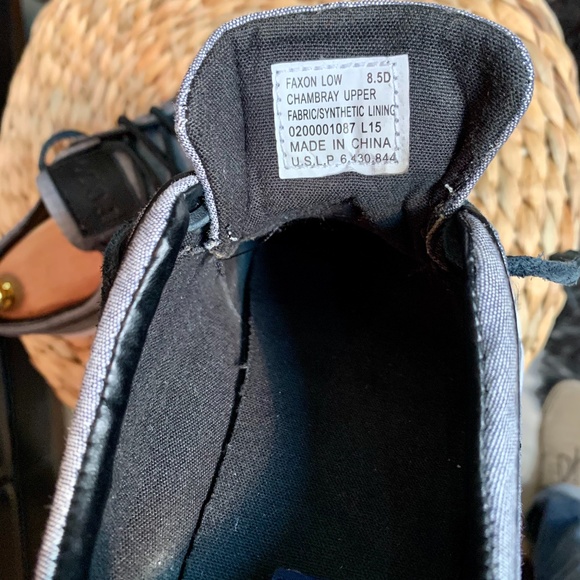 FAXON LOW 8.5D
CHAMBRAY UPPER
FABRIC/SYNTHETIC LINING
0200001087 L15
MADE IN CHINA
U.S.L.P. 6,430,844